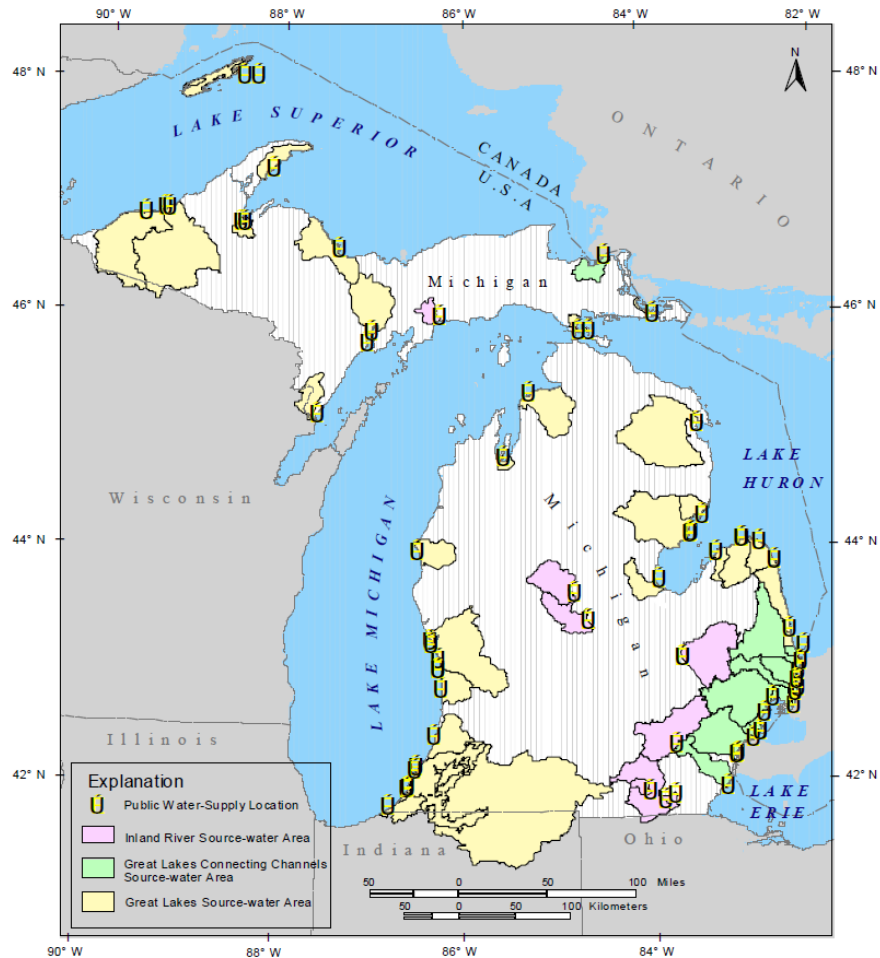 90° W 88° W 86° W 84° W 82° W
N
48° N 48° N
LAKE SUPERIOR
ONTARIO
CANADA
U.S.A
Michigan
46° N 46° N
LAKE
HURON
Wisconsin
Michigan
44° N 44° N
LAKE MICHIGAN
Illinois
42° N 42° N
LAKE
ERIE
Indiana
Ohio
Explanation
Public Water-Supply Location
Inland River Source-water Area
Great Lakes Connecting Channels
Source-water Area
Great Lakes Source-water Area
50 0 50 100 Miles
50 0 50 100 Kilometers
90° W 88° W 86° W 84° W